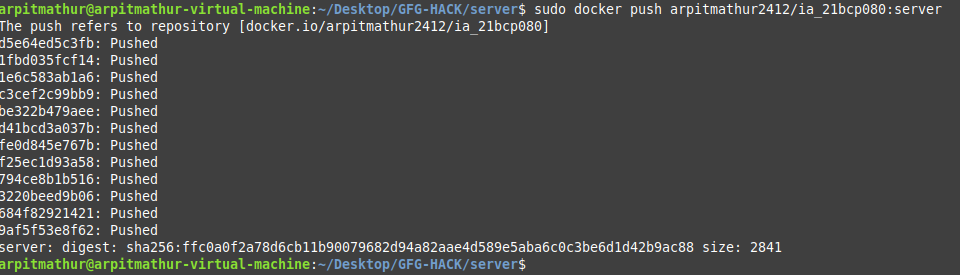 arpitmathur@arpitmathur-virtual-machine:~/Desktop/GFG-HACK/server$ sudo docker push arpitmathur2412/ia_21bcp080:server
The push refers to repository [docker.io/arpitmathur2412/ia_21bcp080]
d5e64ed5c3fb: Pushed
1fbd035fcf14: Pushed
1e6c583ab1a6: Pushed
c3cef2c99bb9: Pushed
be322b479aee: Pushed
d41bcd3a037b: Pushed
fe0d845e767b: Pushed
f25ec1d93a58: Pushed
794ce8b1b516: Pushed
3220beed9b06: Pushed
684f82921421: Pushed
9af5f53e8f62: Pushed
server: digest: sha256:ffc0a0f2a78d6cb11b90079682d94a82aae4d589e5aba6c0c3be6d1d42b9ac88 size: 2841
arpitmathur@arpitmathur-virtual-machine:~/Desktop/GFG-HACK/server$